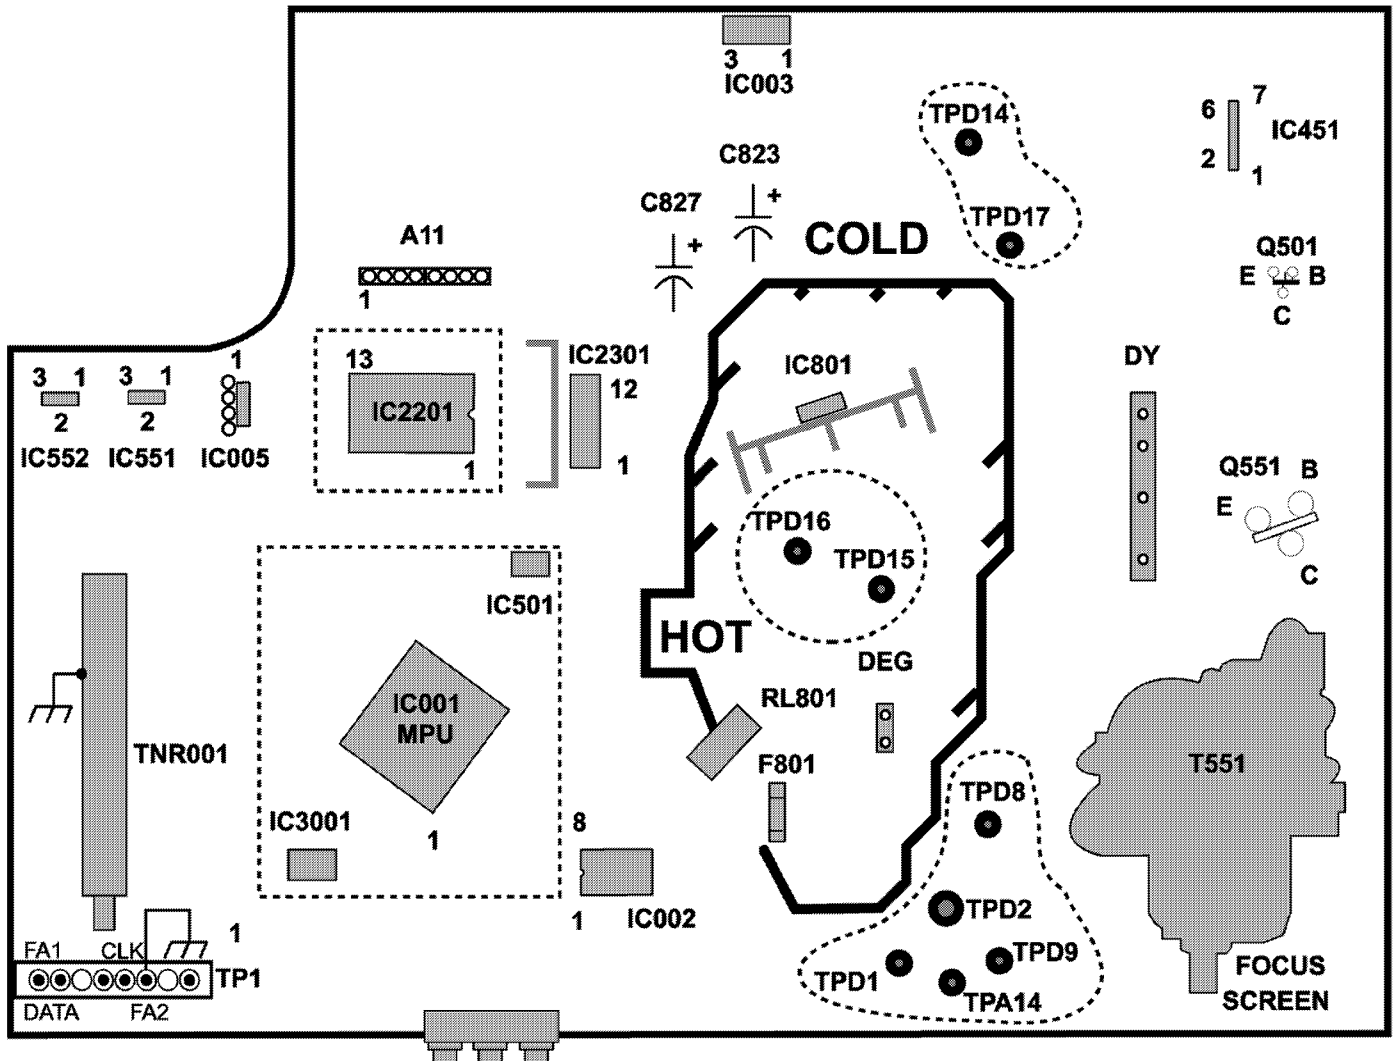 3 1
IC003
TPD14
6 7
IC451
2 1
C823
+
C827
+
TPD17
COLD
A11
1
Q501
E B
C
13
IC2201
1
IC2301
12
1
IC801
DY
3 1
2
IC552
3 1
2
IC551
1
IC005
Q551 B
E
C
TPD16
TPD15
IC501
HOT
DEG
RL801
IC001
MPU
1
TNR001
F801
T551
TPD8
IC3001
8
1
IC002
TPD2
TPD9
TPD1
TPA14
FOCUS
SCREEN
1
FA1 CLK
TP1
DATA FA2